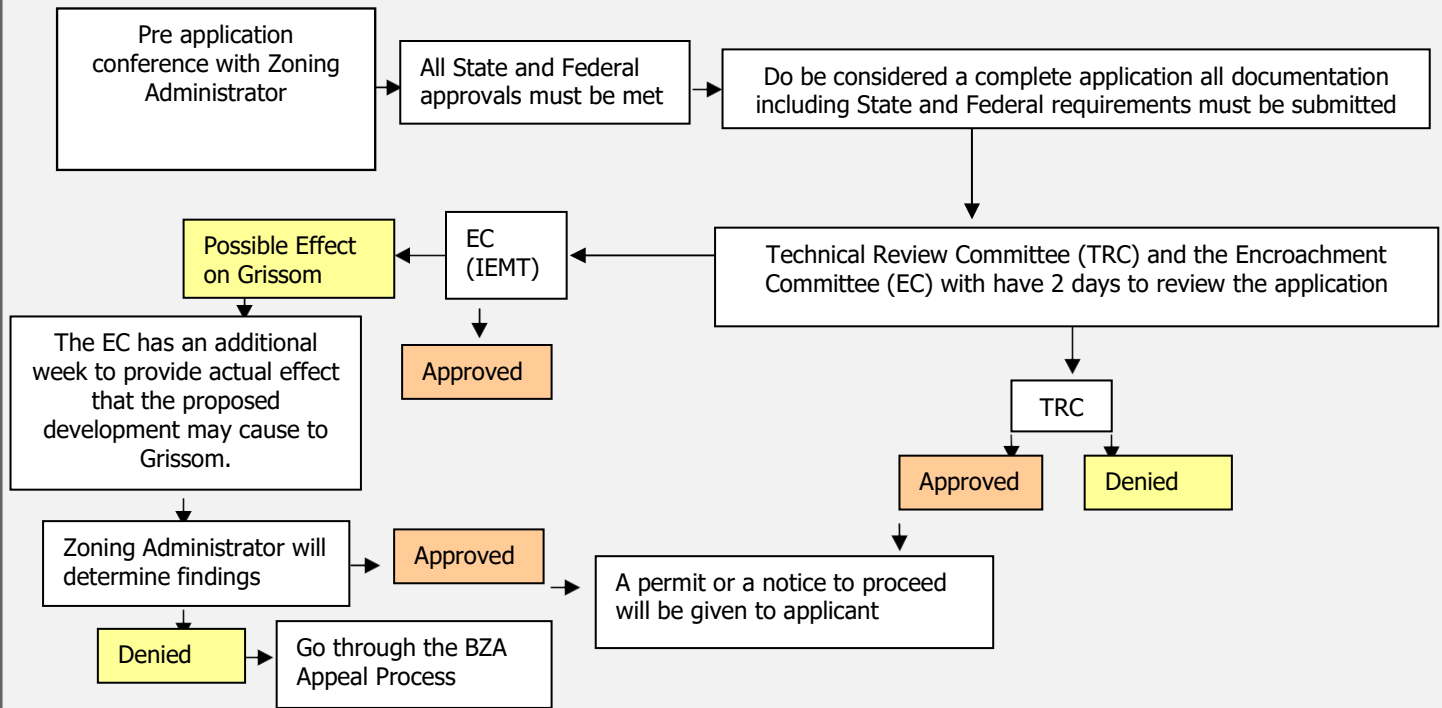 Pre application
conference with Zoning
Administrator
All State and Federal
approvals must be met
Do be considered a complete application all documentation
including State and Federal requirements must be submitted
Technical Review Committee (TRC) and the Encroachment
Committee (EC) with have 2 days to review the application
EC
(IEMT)
Possible Effect
on Grissom
Approved
The EC has an additional
week to provide actual effect
that the proposed
development may cause to
Grissom.
TRC
Approved
Denied
Zoning Administrator will
determine findings
Approved
A permit or a notice to proceed
will be given to applicant
Denied
Go through the BZA
Appeal Process